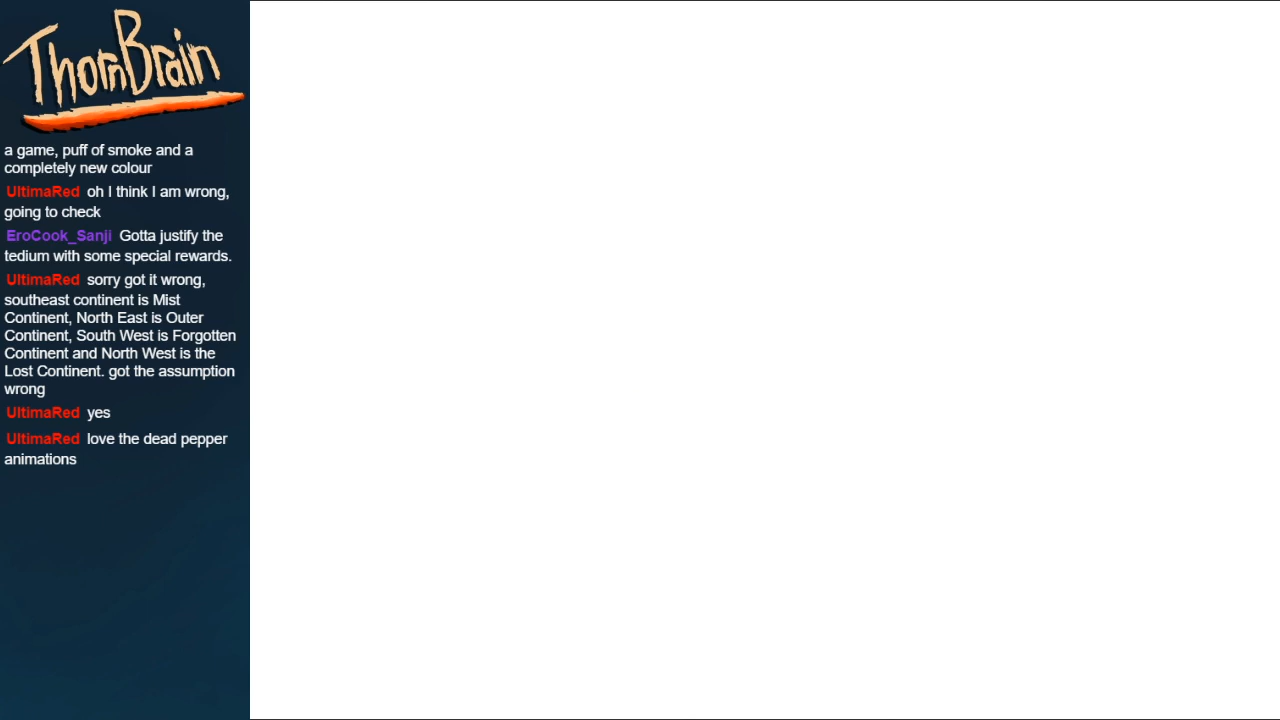 ThornBrain
a game, puff of smoke and a
completely new colour
UltimaRed oh I think I am wrong,
going to check
EroCook_Sanji Gotta justify the
tedium with some special rewards.
UltimaRed sorry got it wrong,
southeast continent is Mist
Continent, North East is Outer
Continent, South West is Forgotten
Continent and North West is the
Lost Continent. got the assumption
wrong
UltimaRed yes
UltimaRed love the dead pepper
animations